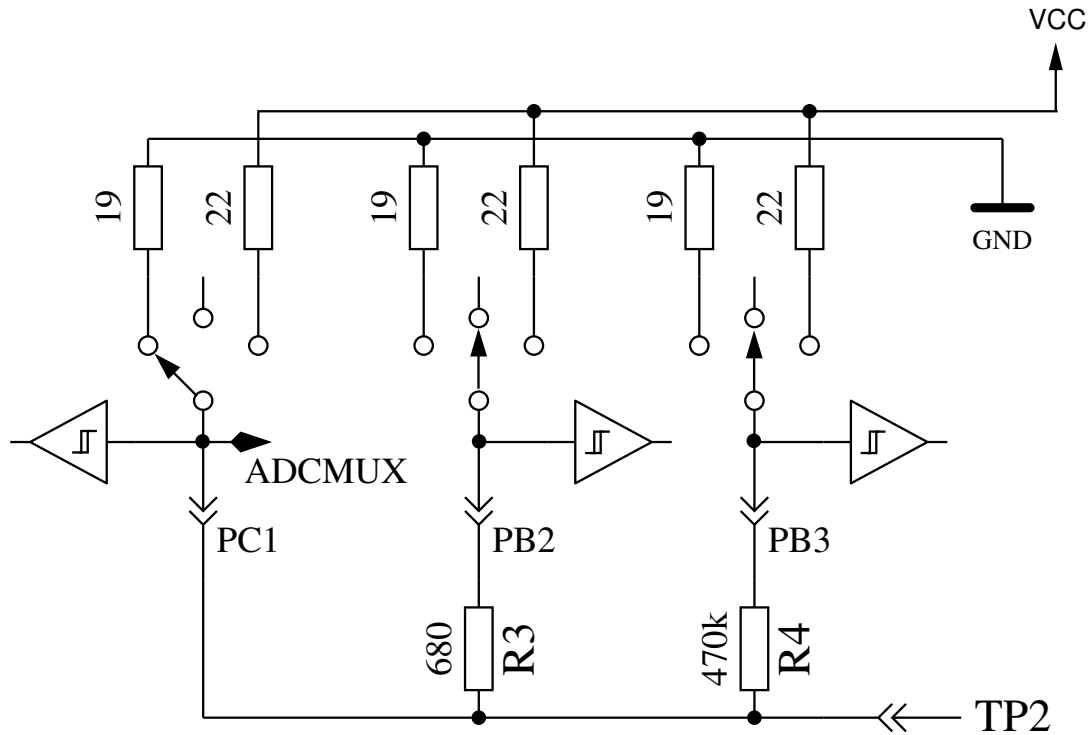 VCC
19
22
19
22
19
22
GND
ADCMUX
PC1
PB2
PB3
680
R3
470k
R4
TP2